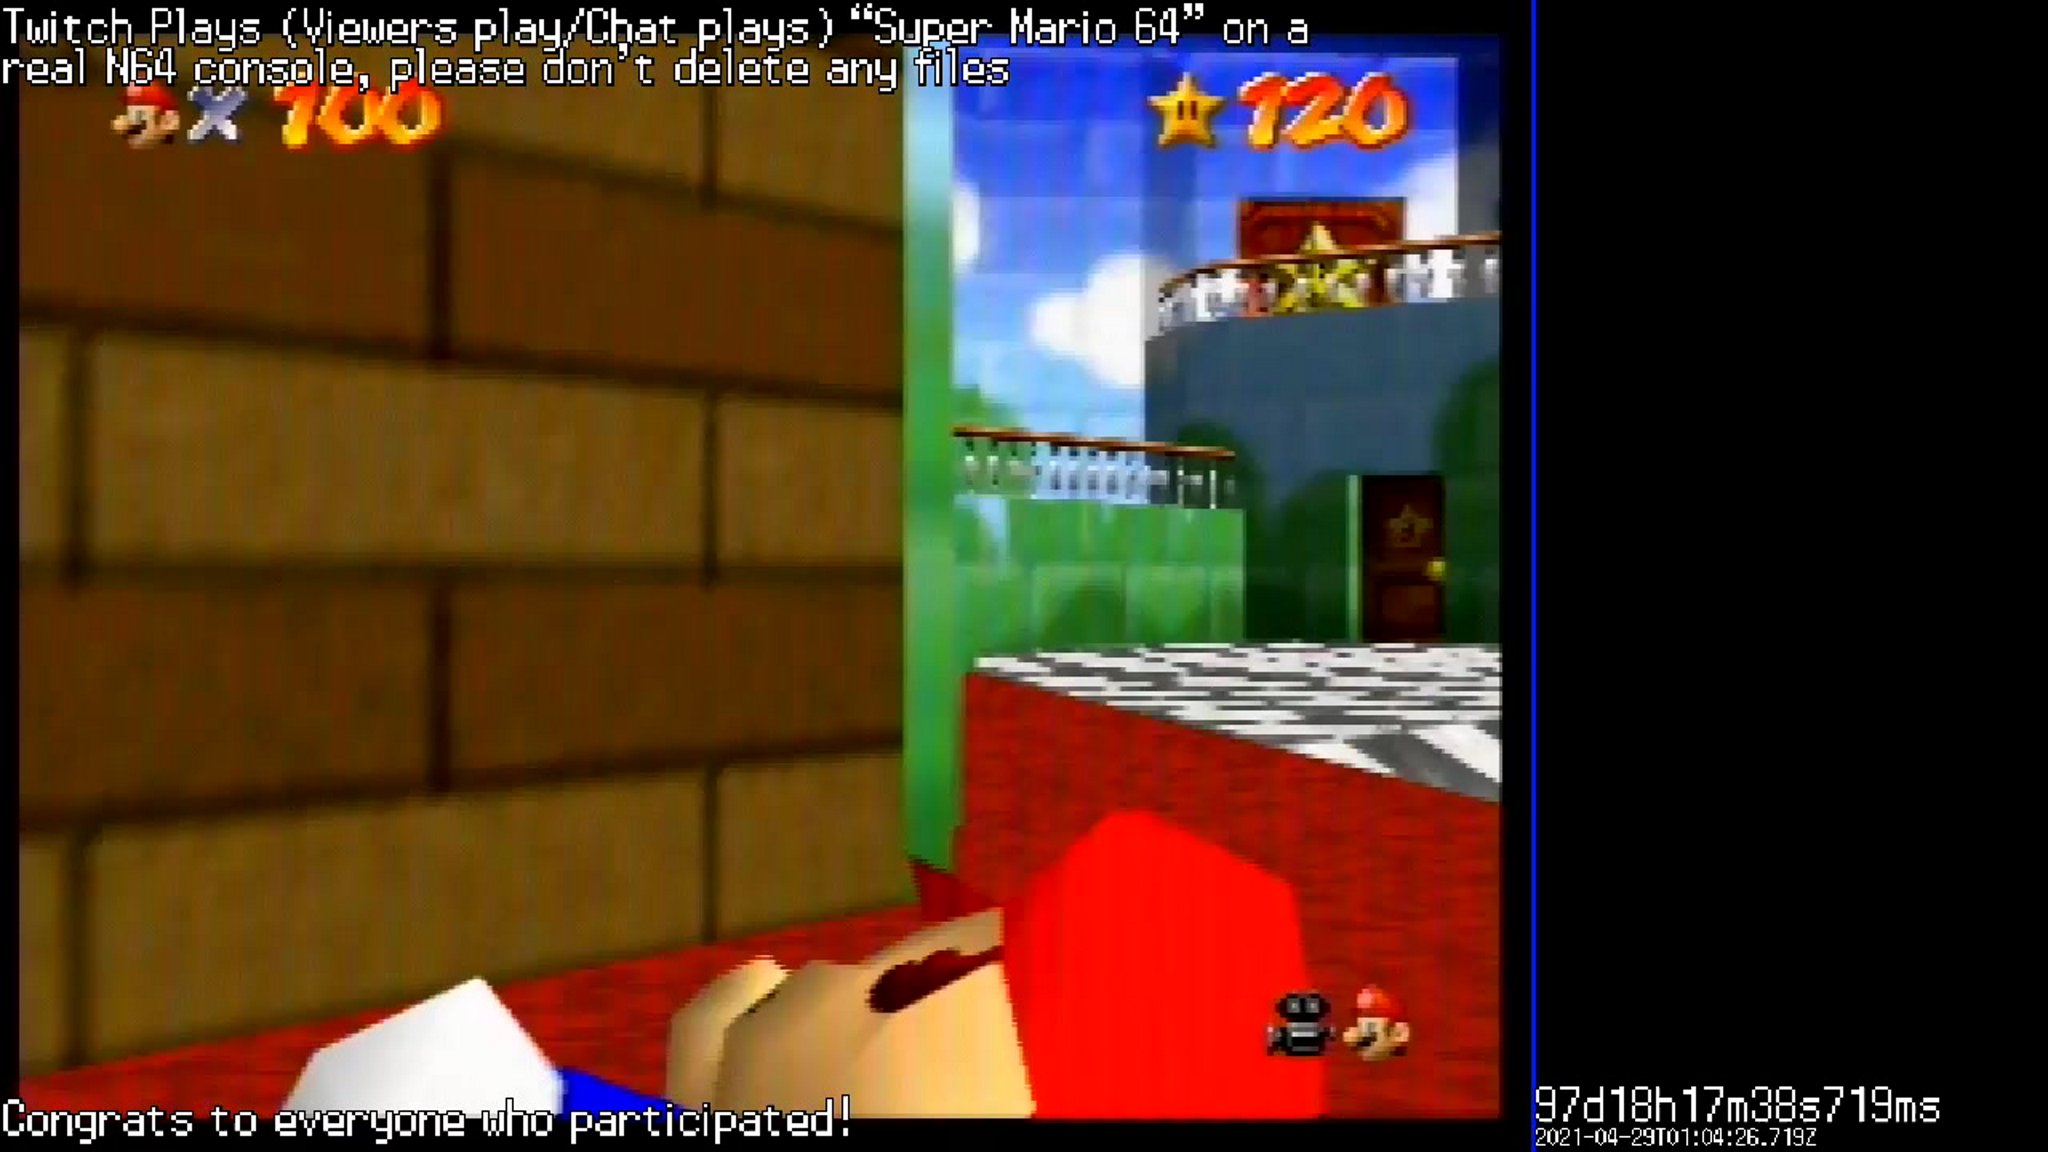 Twitch Plays (Viewers play/Chat plays) “Super Mario 64” on a
real N64 console, please don't delete any files
x 100
120
Congrats to everyone who participated!
97d18h17m38s719ms
2021-04-29T01:04:26.719Z